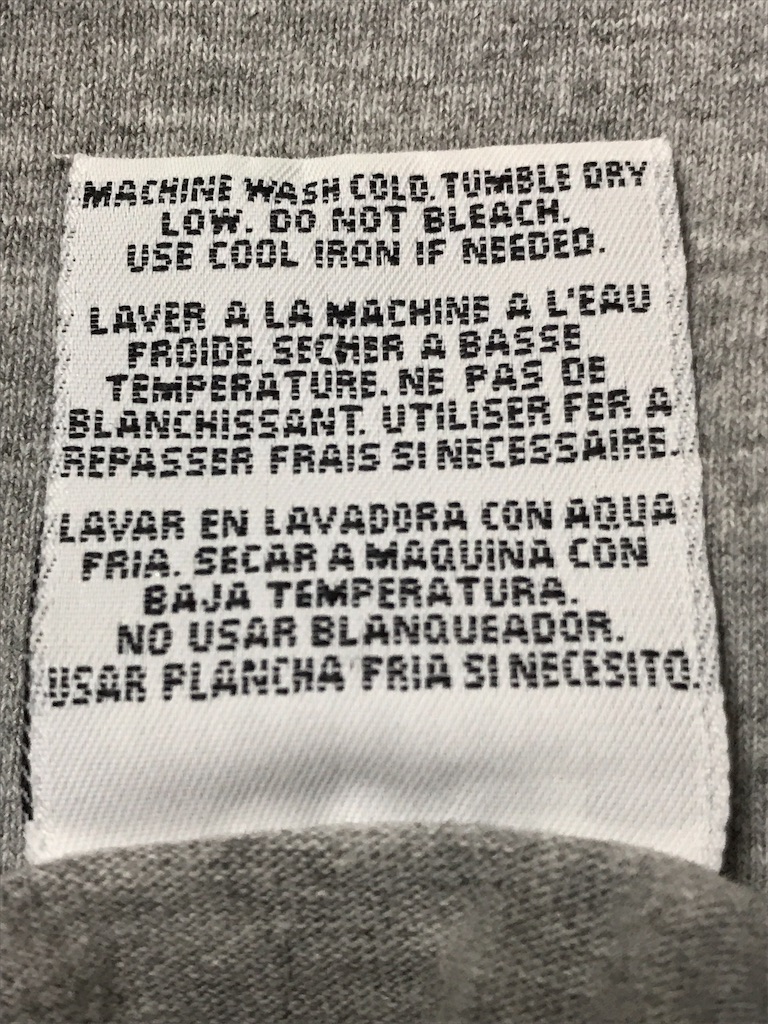 MACHINE WASH COLD. TUMBLE DRY
LOW. DO NOT BLEACH.
USE COOL IRON IF NEEDED.
LAVER A LA MACHINE A L'EAU
FROIDE. SECHER A BASSE
TEMPERATURE. NE PAS DE
BLANCHISSANT. UTILISER FER A
REPASSER FRAIS SI NECESSAIRE.
LAVAR EN LAVADORA CON AQUA
FRIA. SECAR A MAQUINA CON
BAJA TEMPERATURA.
NO USAR BLANQUEADOR.
USAR PLANCHA FRIA SI NECESITO.